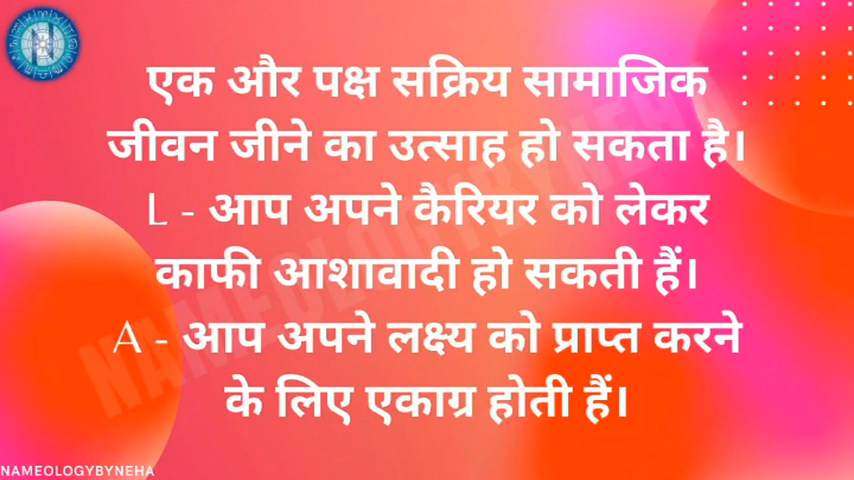 एक और पक्ष सक्रिय सामाजिक
जीवन जीने का उत्साह हो सकता है।
L - आप अपने कैरियर को लेकर
काफी आशावादी हो सकती हैं।
A - आप अपने लक्ष्य को प्राप्त करने
के लिए एकाग्र होती हैं।
NAMEOLOGYBYNEHA
NAMEOLOGYBYNEHA